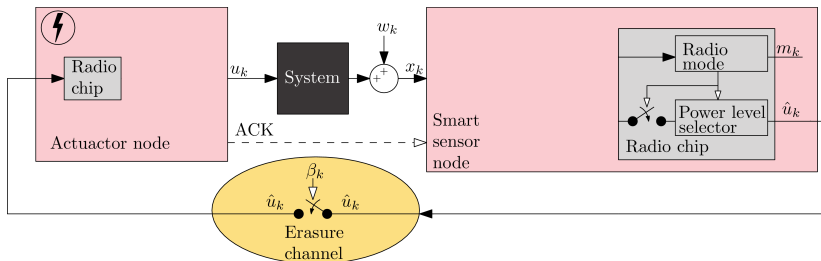 Radio
chip
Actuactor node
u_k
System
w_k
+
+
x_k
ACK
Smart
sensor
node
Radio
mode
m_k
Power level
selector
û_k
Radio chip
β_k
û_k
û_k
Erasure
channel